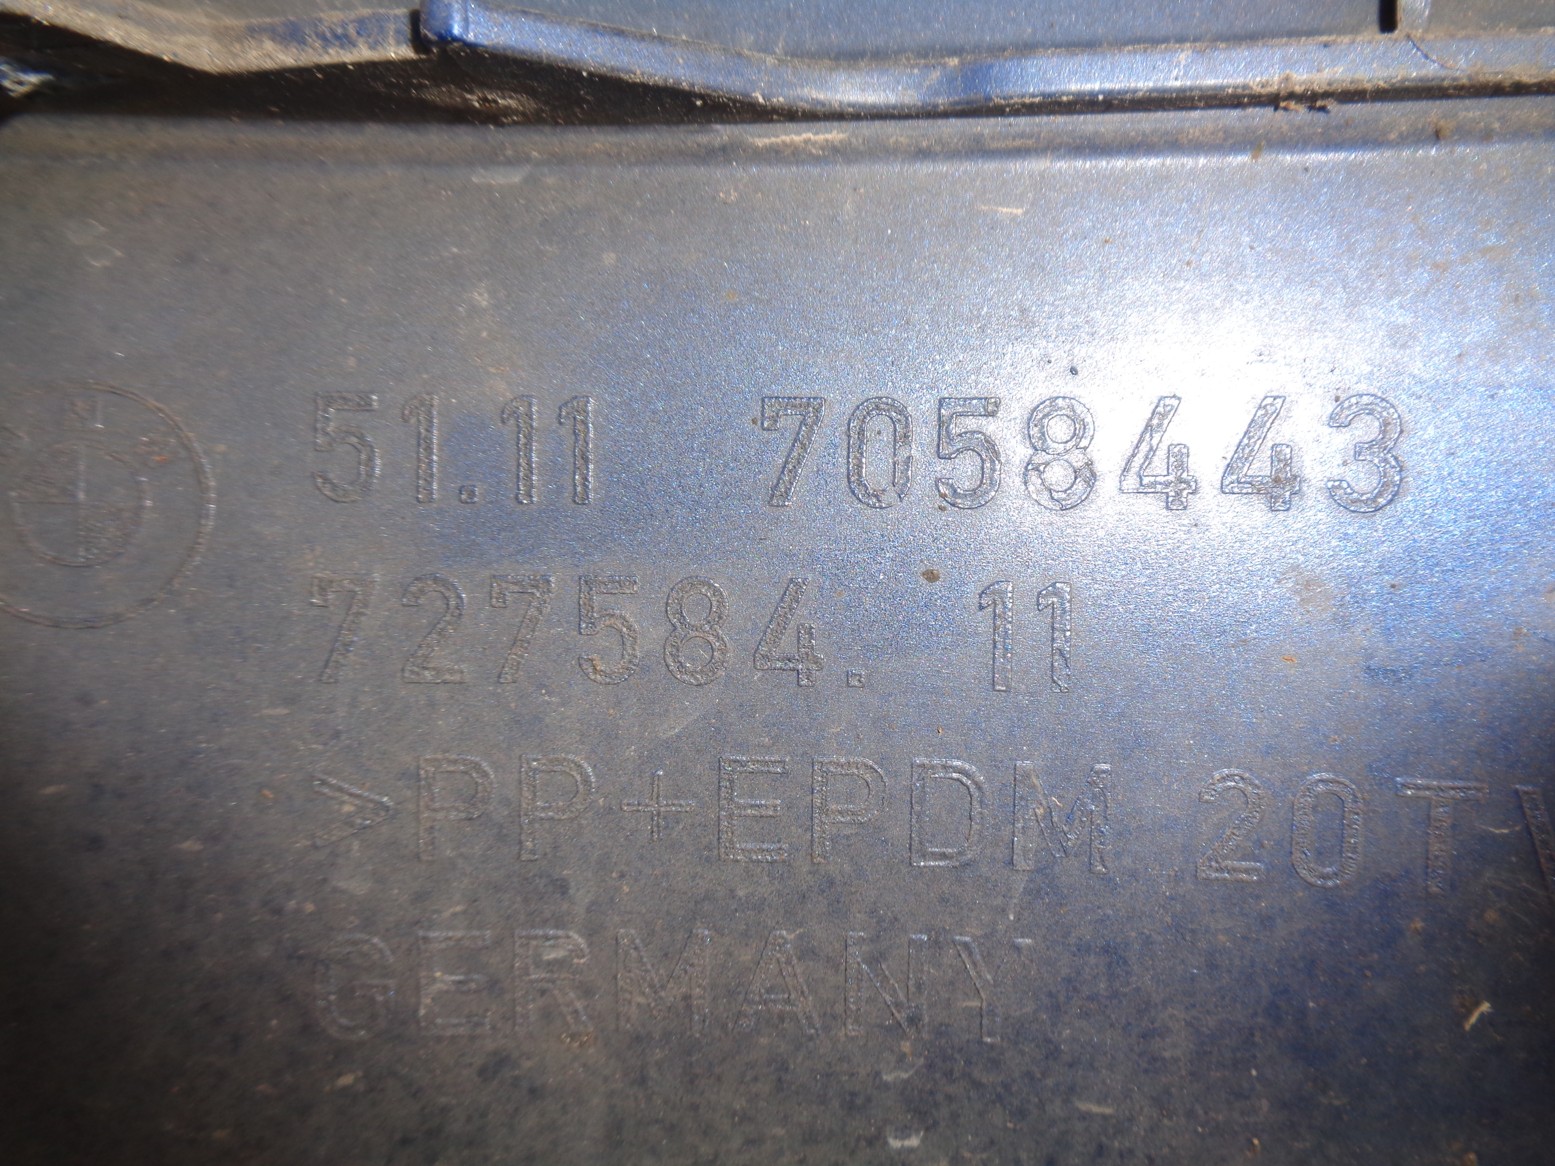 51.11 7058443
727584. 11
>PP+EPDM 20T
GERMANY